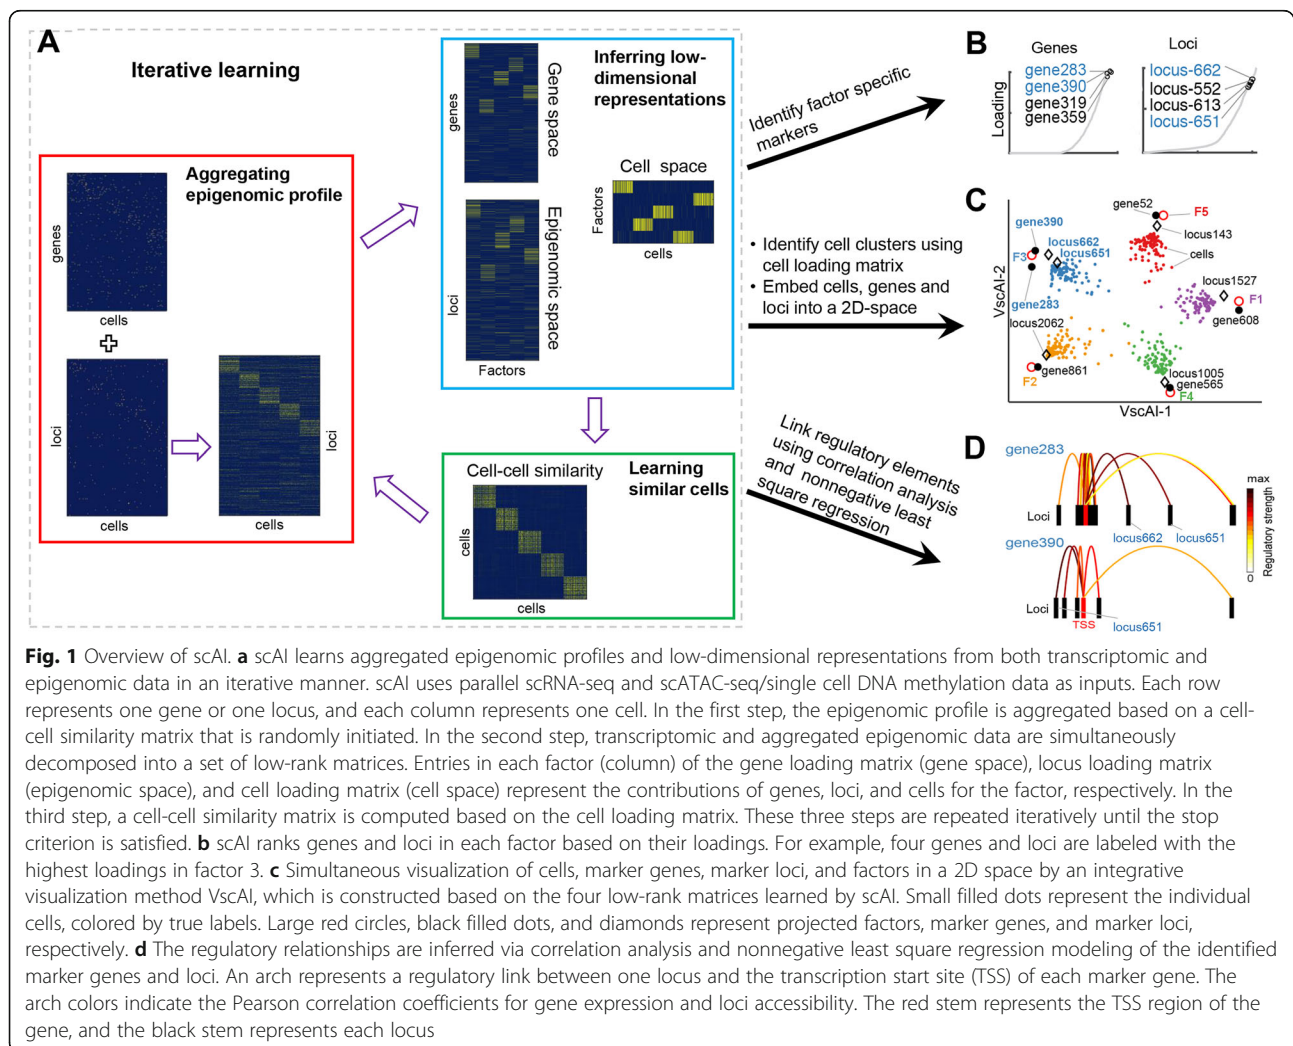 A
Iterative learning
Aggregating
epigenomic profile
genes
cells
loci
cells
loci
cells
genes
Gene space
loci
Epigenomic space
Factors
Inferring low-
dimensional
representations
Cell space
Factors
cells
Cell-cell similarity
Learning
similar cells
cells
cells
Identify factor specific
markers
• Identify cell clusters using
cell loading matrix
• Embed cells, genes and
loci into a 2D-space
Link regulatory elements
using correlation analysis
and nonnegative least
square regression
B
Genes
Loading
gene283
gene390
gene319
gene359
Loci
locus-662
locus-552
locus-613
locus-651
C
VscAI-2
gene52
F5
locus143
cells
gene390
locus662
locus651
F3
gene283
locus1527
F1
gene608
locus2062
gene861
F2
locus1005
gene565
F4
VscAI-1
D
gene283
Loci
locus662
locus651
gene390
Loci
TSS
locus651
max
Regulatory strength
0
Fig. 1 Overview of scAI. a scAI learns aggregated epigenomic profiles and low-dimensional representations from both transcriptomic and
epigenomic data in an iterative manner. scAI uses parallel scRNA-seq and scATAC-seq/single cell DNA methylation data as inputs. Each row
represents one gene or one locus, and each column represents one cell. In the first step, the epigenomic profile is aggregated based on a cell-
cell similarity matrix that is randomly initiated. In the second step, transcriptomic and aggregated epigenomic data are simultaneously
decomposed into a set of low-rank matrices. Entries in each factor (column) of the gene loading matrix (gene space), locus loading matrix
(epigenomic space), and cell loading matrix (cell space) represent the contributions of genes, loci, and cells for the factor, respectively. In the
third step, a cell-cell similarity matrix is computed based on the cell loading matrix. These three steps are repeated iteratively until the stop
criterion is satisfied. b scAI ranks genes and loci in each factor based on their loadings. For example, four genes and loci are labeled with the
highest loadings in factor 3. c Simultaneous visualization of cells, marker genes, marker loci, and factors in a 2D space by an integrative
visualization method VscAI, which is constructed based on the four low-rank matrices learned by scAI. Small filled dots represent the individual
cells, colored by true labels. Large red circles, black filled dots, and diamonds represent projected factors, marker genes, and marker loci,
respectively. d The regulatory relationships are inferred via correlation analysis and nonnegative least square regression modeling of the identified
marker genes and loci. An arch represents a regulatory link between one locus and the transcription start site (TSS) of each marker gene. The
arch colors indicate the Pearson correlation coefficients for gene expression and loci accessibility. The red stem represents the TSS region of the
gene, and the black stem represents each locus